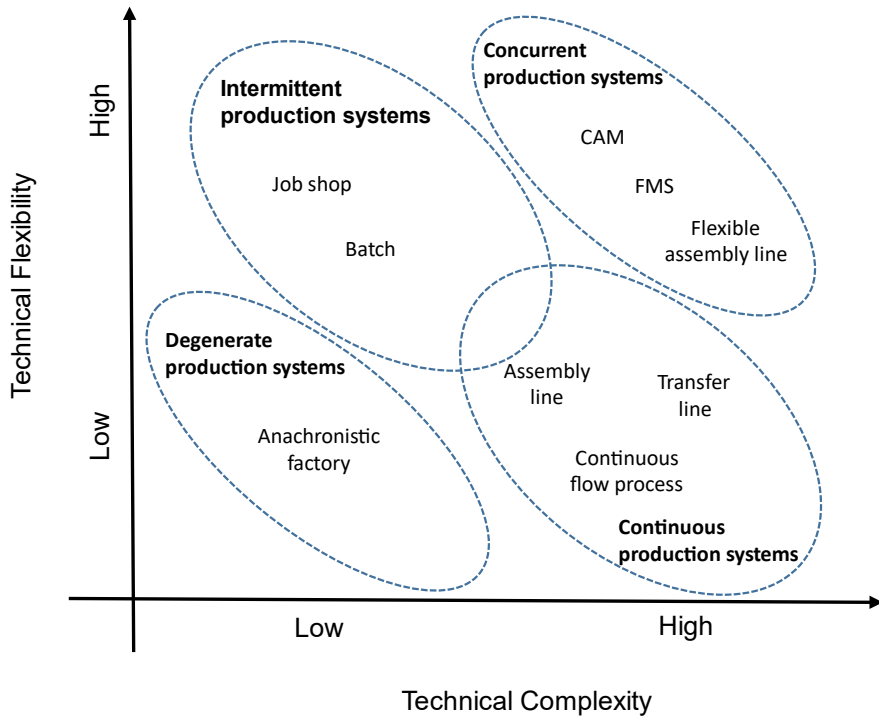 Concurrent
production systems
Intermittent
production systems
High
CAM
Job shop
FMS
Flexible
assembly line
Batch
Technical Flexibility
Degenerate
production systems
Assembly
line
Transfer
line
Low
Anachronistic
factory
Continuous
flow process
Continuous
production systems
Low
High
Technical Complexity